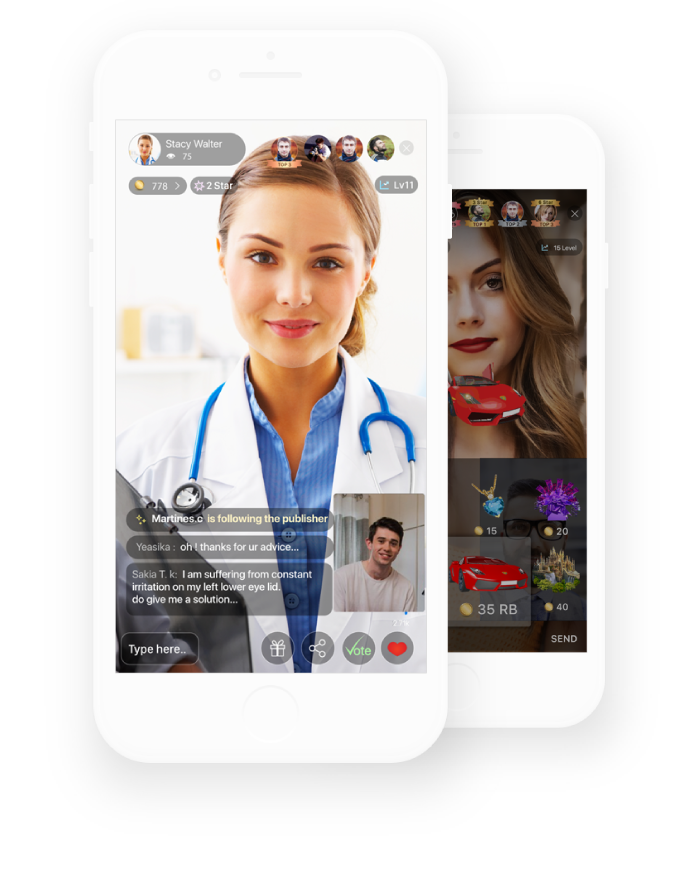 Stacy Walter
75
TOP 3
778
2 Star
Lv11
Martines.c is following the publisher
Yeasika : oh ! thanks for ur advice...
Sakia T. k: I am suffering from constant
irritation on my left lower eye lid.
do give me a solution...
Type here..
Vote
TOP 1
TOP 2
TOP 3
15 Level
15
20
35 RB
40
SEND